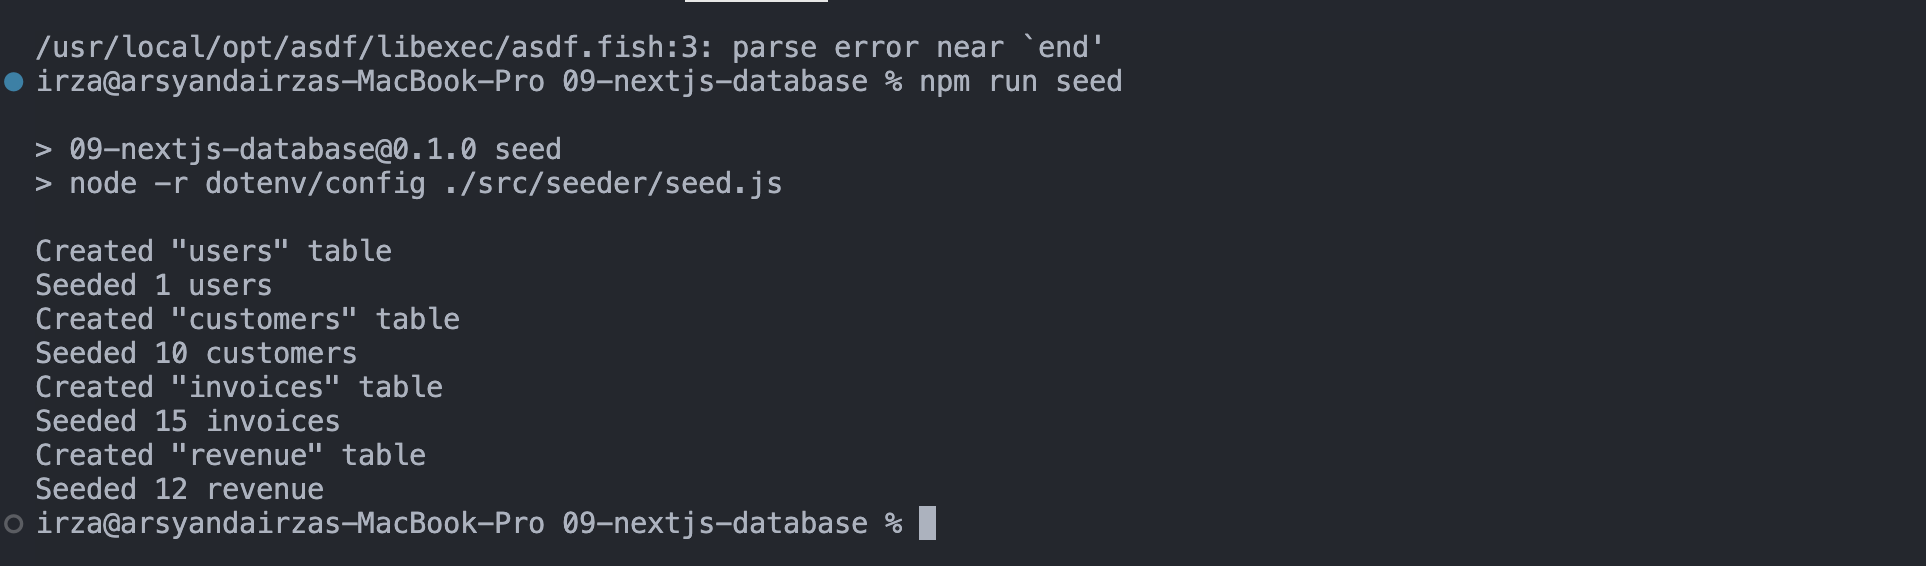 /usr/local/opt/asdf/libexec/asdf.fish:3: parse error near `end'
irza@arsyandairzas-MacBook-Pro 09-nextjs-database % npm run seed
> 09-nextjs-database@0.1.0 seed
> node -r dotenv/config ./src/seeder/seed.js
Created "users" table
Seeded 1 users
Created "customers" table
Seeded 10 customers
Created "invoices" table
Seeded 15 invoices
Created "revenue" table
Seeded 12 revenue
irza@arsyandairzas-MacBook-Pro 09-nextjs-database %